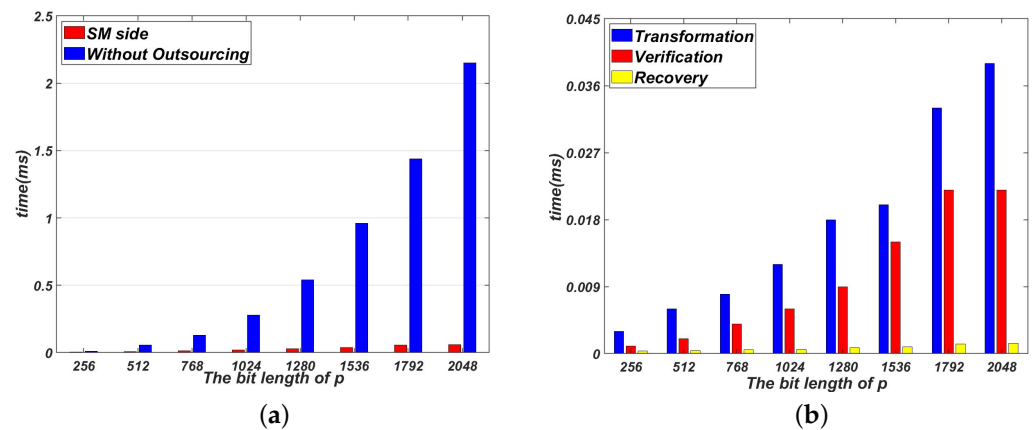 2.5
SM side
Without Outsourcing
2
1.5
1
0.5
0
time(ms)
256 512 768 1024 1280 1536 1792 2048
The bit length of p
(a)
0.045
Transformation
Verification
Recovery
0.036
0.027
0.018
0.009
0
time(ms)
256 512 768 1024 1280 1536 1792 2048
The bit length of p
(b)